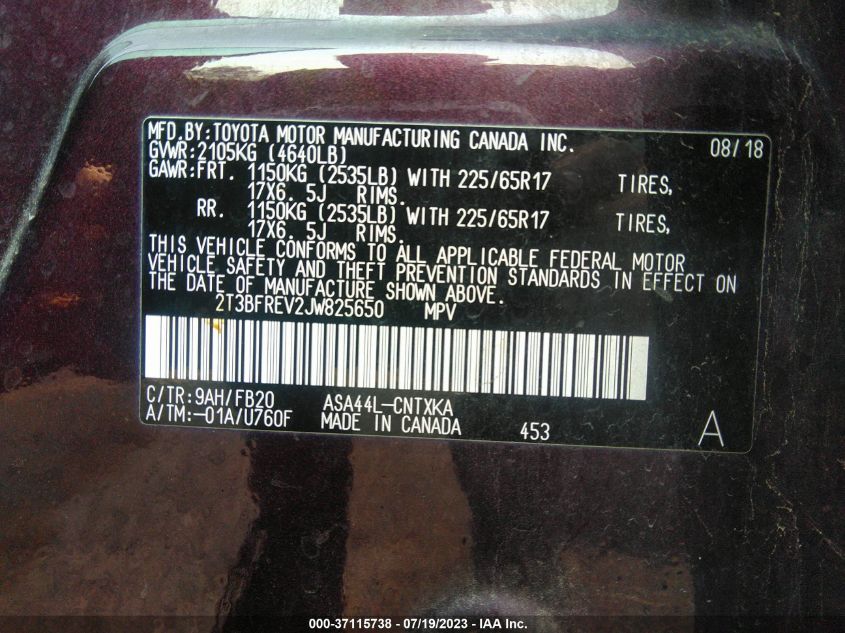 MFD.BY:TOYOTA MOTOR MANUFACTURING CANADA INC. 08/18
GVWR:2105KG (4640LB)
GAWR:FRT. 1150KG (2535LB) WITH 225/65R17 TIRES,
17X6. 5J RIMS.
RR. 1150KG (2535LB) WITH 225/65R17 TIRES,
17X6. 5J RIMS.
THIS VEHICLE CONFORMS TO ALL APPLICABLE FEDERAL MOTOR
VEHICLE SAFETY AND THEFT PREVENTION STANDARDS IN EFFECT ON
THE DATE OF MANUFACTURE SHOWN ABOVE.
2T3BFREV2JW825650 MPV
C/TR:9AH/FB20 ASA44L-CNTXKA
A/TM:-01A/U760F MADE IN CANADA 453 A
000-37115738 - 07/19/2023 - IAA Inc.